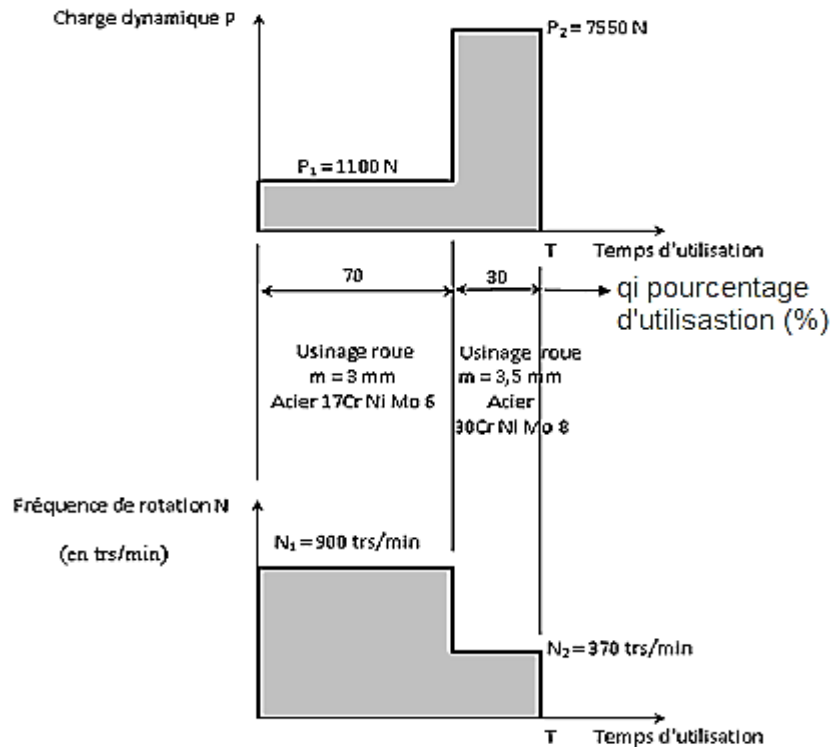 Charge dynamique P
P₂ = 7550 N
P₁ = 1100 N
T Temps d'utilisation
70
30
qi pourcentage
d'utilisastion (%)
Usinage roue
m = 3 mm
Acier 17Cr Ni Mo 6
Usinage roue
m = 3,5 mm
Acier
30Cr Ni Mo 8
Fréquence de rotation N
(en trs/min)
N₁ = 900 trs/min
N₂ = 370 trs/min
T Temps d'utilisation